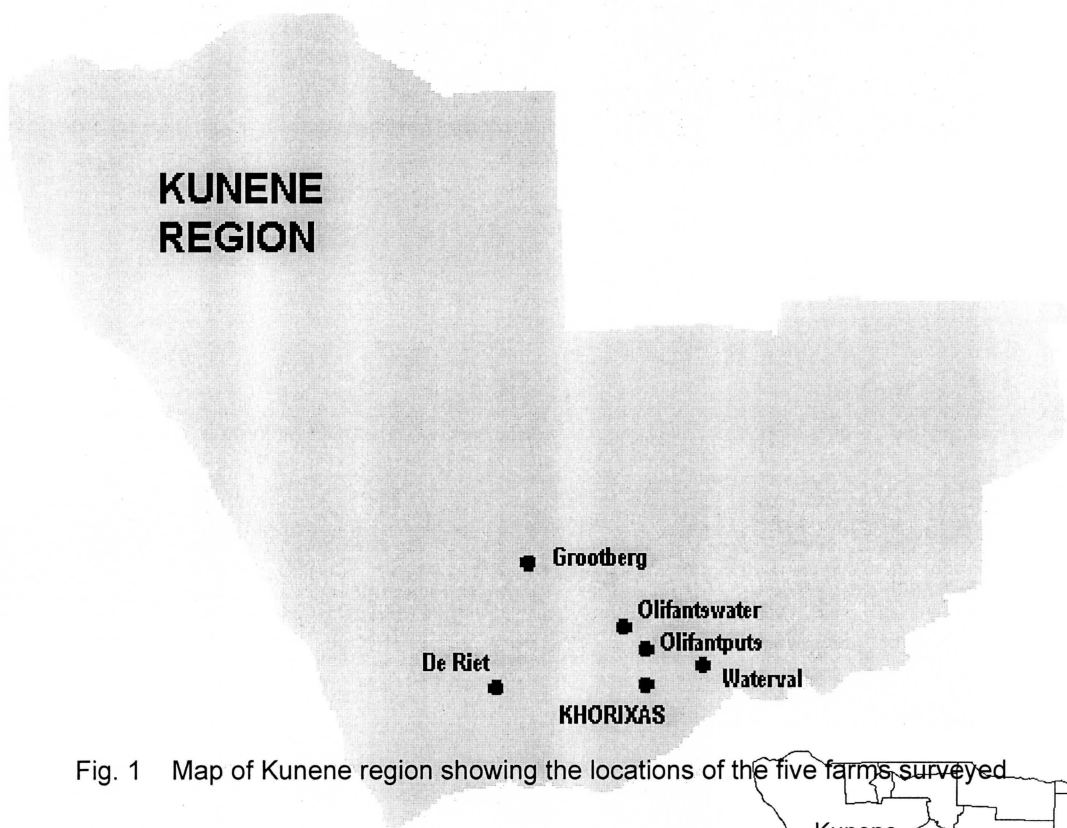 KUNENE
REGION
Grootberg
Olifantswater
Olifantputs
De Riet
Waterval
KHORIXAS
Fig. 1 Map of Kunene region showing the locations of the five farms surveyed
Kunene